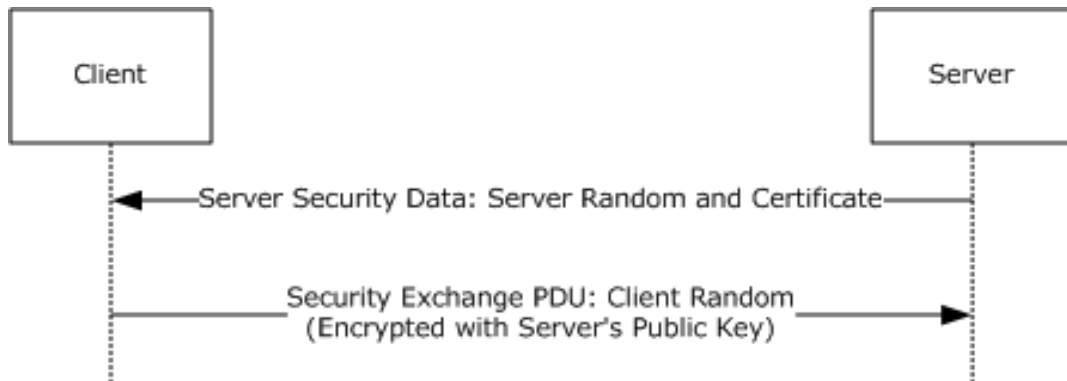 Client
Server
Server Security Data: Server Random and Certificate
Security Exchange PDU: Client Random
(Encrypted with Server's Public Key)